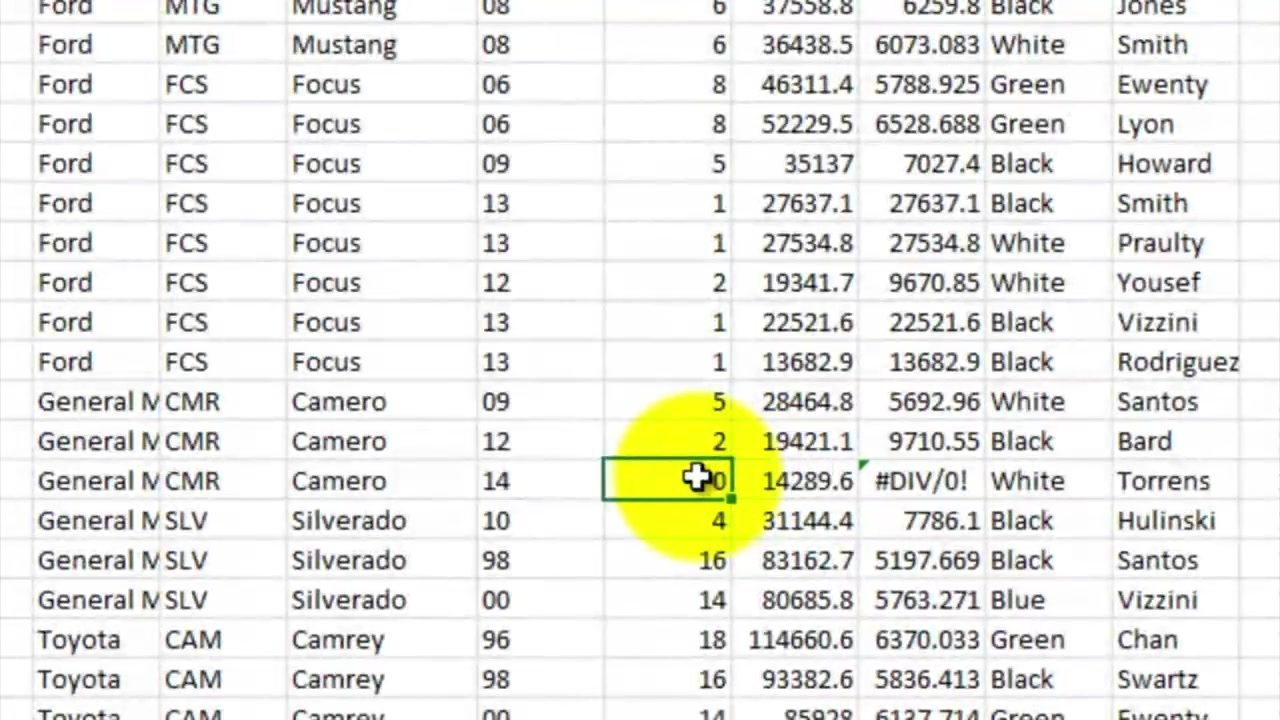 Ford MTG Mustang 08 6 37558.8 6259.8 Black Jones
Ford MTG Mustang 08 6 36438.5 6073.083 White Smith
Ford FCS Focus 06 8 46311.4 5788.925 Green Ewenty
Ford FCS Focus 06 8 52229.5 6528.688 Green Lyon
Ford FCS Focus 09 5 35137 7027.4 Black Howard
Ford FCS Focus 13 1 27637.1 27637.1 Black Smith
Ford FCS Focus 13 1 27534.8 27534.8 White Praulty
Ford FCS Focus 12 2 19341.7 9670.85 White Yousef
Ford FCS Focus 13 1 22521.6 22521.6 Black Vizzini
Ford FCS Focus 13 1 13682.9 13682.9 Black Rodriguez
General M CMR Camero 09 5 28464.8 5692.96 White Santos
General M CMR Camero 12 2 19421.1 9710.55 Black Bard
General M CMR Camero 14 0 14289.6 #DIV/0! White Torrens
General M SLV Silverado 10 4 31144.4 7786.1 Black Hulinski
General M SLV Silverado 98 16 83162.7 5197.669 Black Santos
General M SLV Silverado 00 14 80685.8 5763.271 Blue Vizzini
Toyota CAM Camrey 96 18 114660.6 6370.033 Green Chan
Toyota CAM Camrey 98 16 93382.6 5836.413 Black Swartz
Toyota CAM Camrey 00 14 85928 6137.714 Green Ewenty